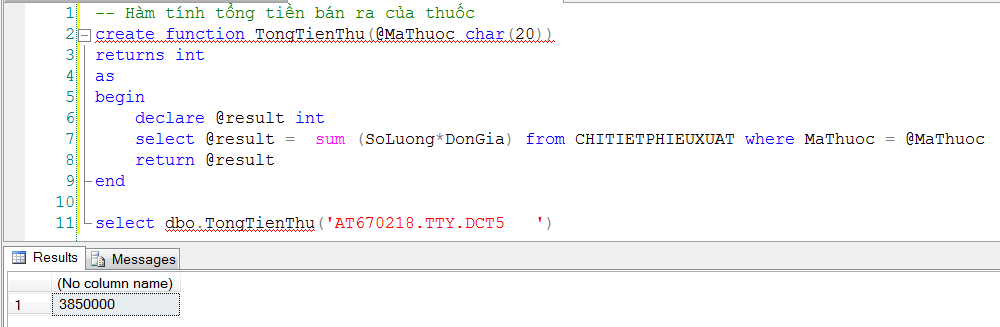 1 -- Hàm tính tổng tiền bán ra của thuốc
2 create function TongTienThu(@MaThuoc char(20))
3 returns int
4 as
5 begin
6 declare @result int
7 select @result =  sum (SoLuong*DonGia) from CHITIETPHIEUXUAT where MaThuoc = @MaThuoc
8 return @result
9 end
10
11 select dbo.TongTienThu('AT670218.TTY.DCT5   ')
Results Messages
(No column name)
1 3850000